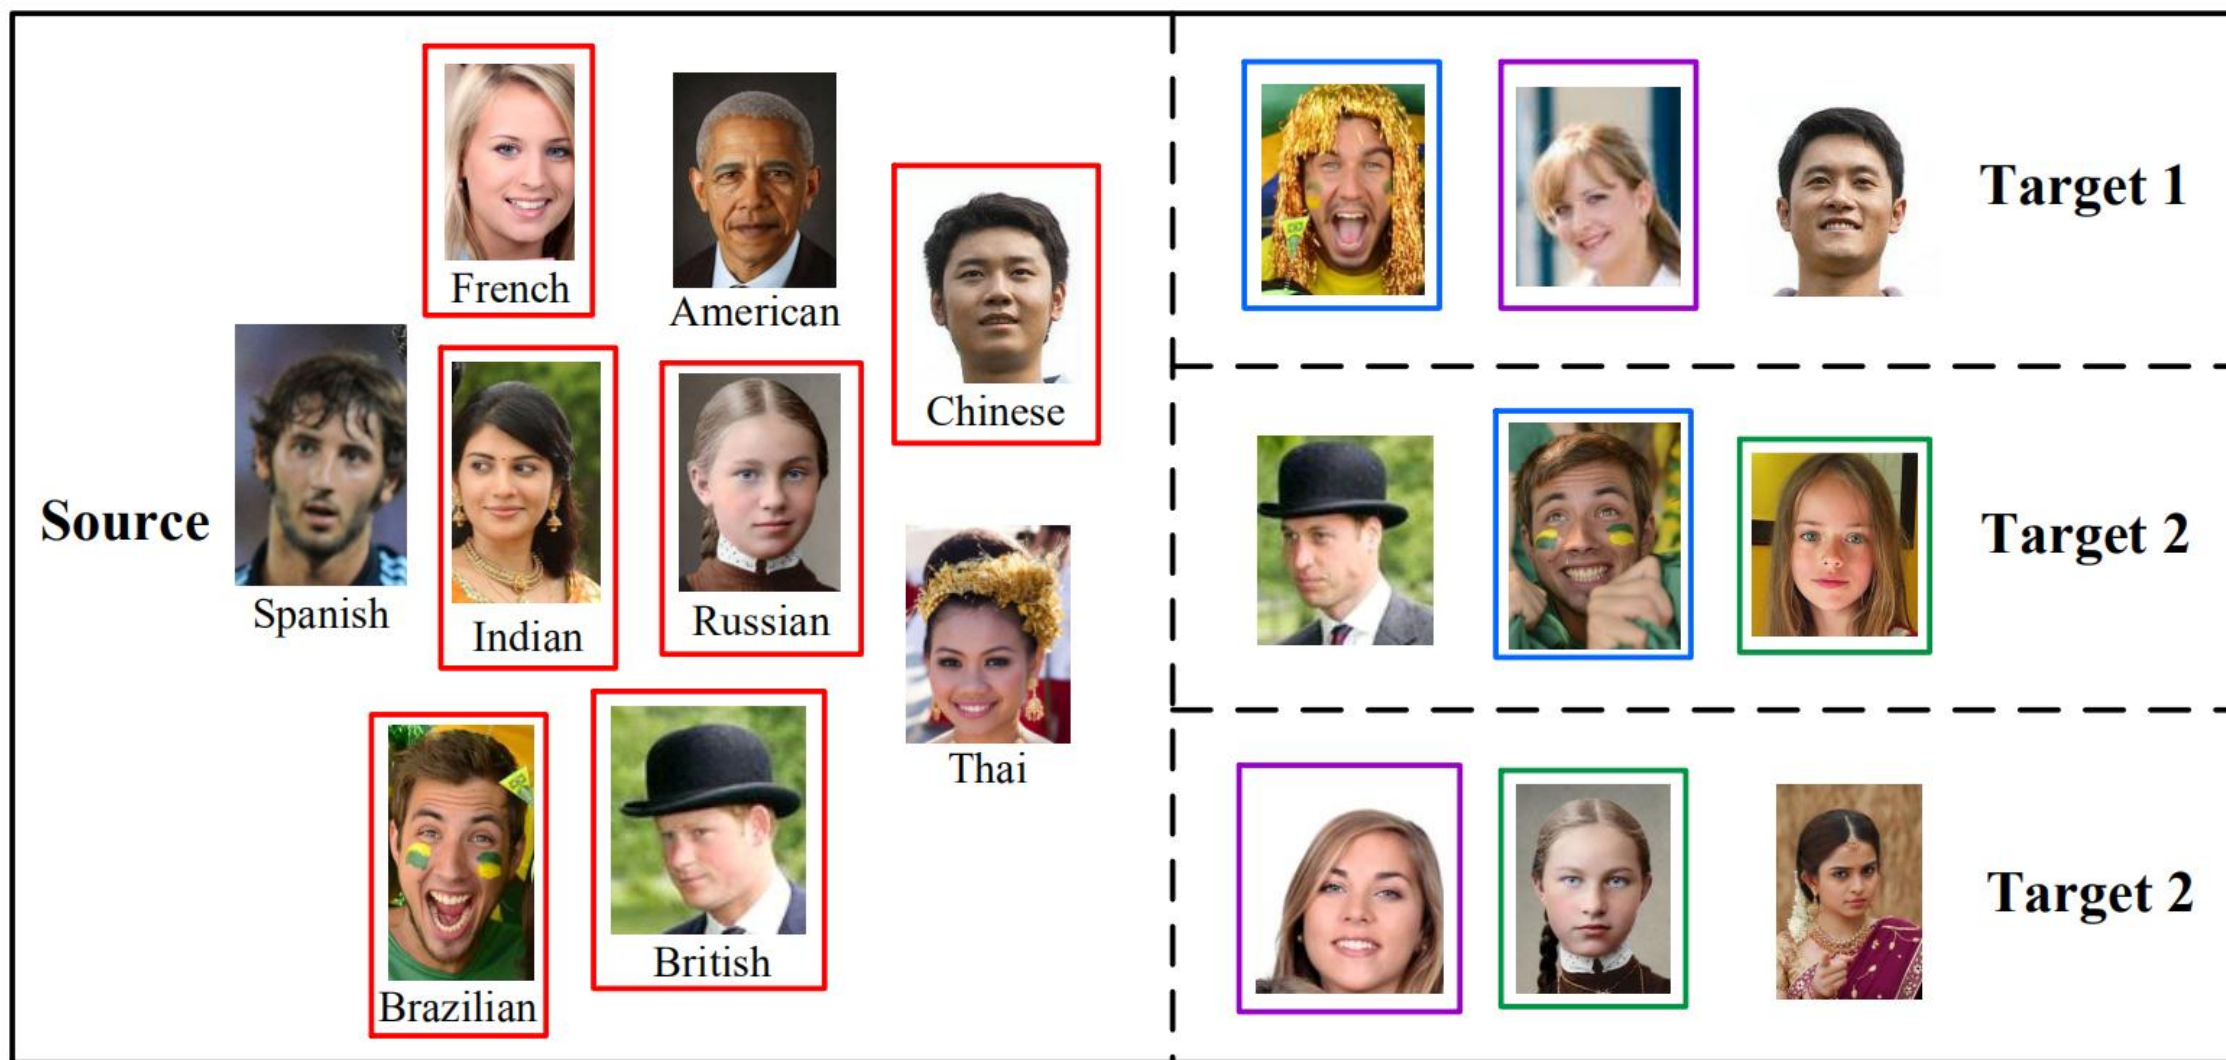 French
American
Chinese
Source
Spanish
Indian
Russian
Thai
Brazilian
British
Target 1
Target 2
Target 2